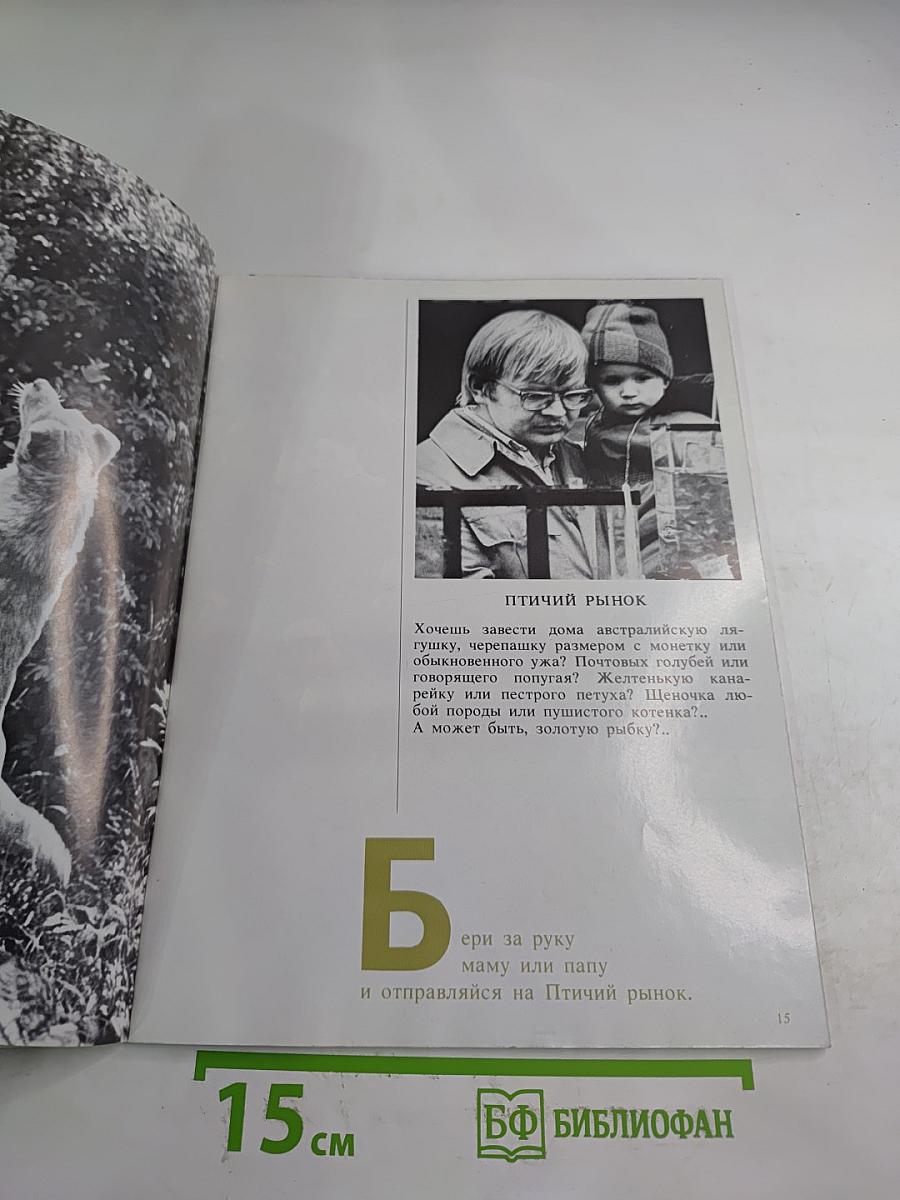 ПТИЧИЙ РЫНОК
Хочешь завести дома австралийскую ля-
гушку, черепашку размером с монетку или
обыкновенного ужа? Почтовых голубей или
говорящего попугая? Желтенькую кана-
рейку или пестрого петуха? Щеночка лю-
бой породы или пушистого котенка?..
А может быть, золотую рыбку?..
Бери за руку
маму или папу
и отправляйся на Птичий рынок.
15
15 см
БФ БИБЛИОФАН